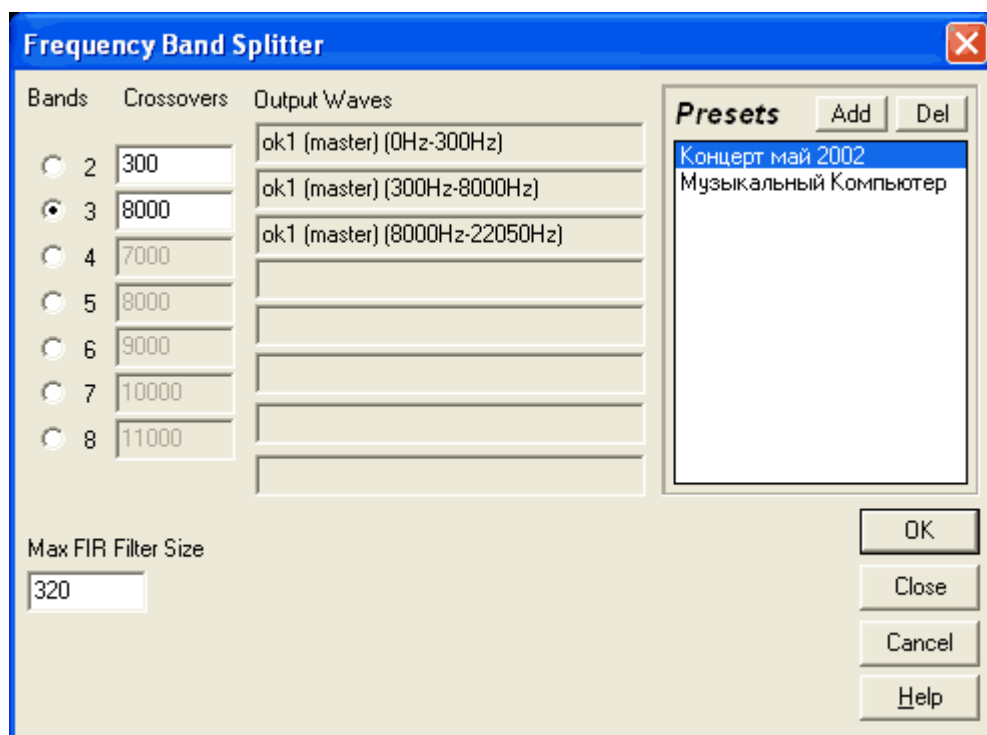 Frequency Band Splitter
Bands Crossovers Output Waves
2 300 ok1 (master) (0Hz-300Hz)
3 8000 ok1 (master) (300Hz-8000Hz)
4 7000 ok1 (master) (8000Hz-22050Hz)
5 8000
6 9000
7 10000
8 11000
Max FIR Filter Size
320
Presets Add Del
Концерт май 2002
Музыкальный Компьютер
OK
Close
Cancel
Help